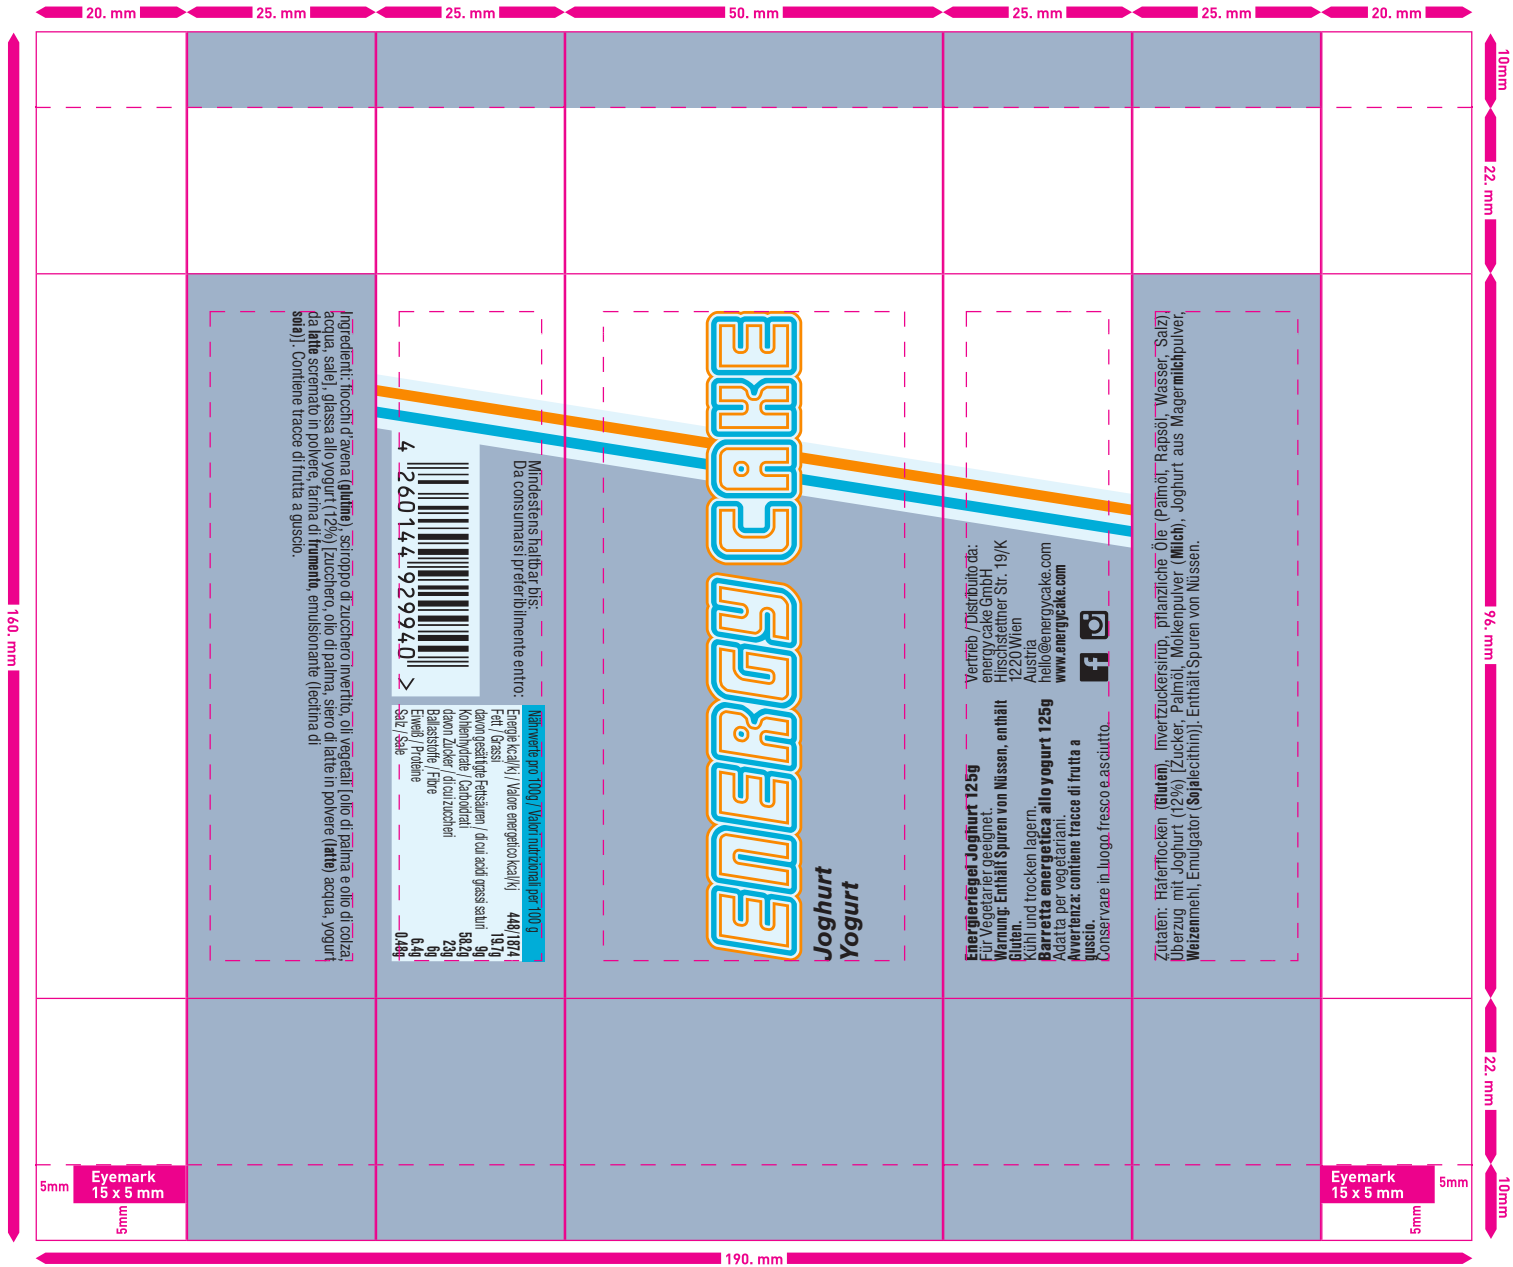 20. mm
25. mm
25. mm
50. mm
25. mm
25. mm
20. mm
10mm
22. mm
96. mm
22. mm
10mm
160. mm
190. mm
Ingredienti: fiocchi d'avena (glutine), sciroppo di zucchero invertito, oli vegetali [olio di palma e olio di colza,
acqua, sale], glassa allo yogurt (12%) [zucchero, olio di palma, siero di latte in polvere (latte) acqua, yogurt
da latte scremato in polvere, farina di frumento, emulsionante (lecitina di
soia)]. Contiene tracce di frutta a guscio.
Mindestens haltbar bis:
Da consumarsi preferibilmente entro:
4 260144 929940 >
Nährwerte pro 100g / Valori nutrizionali per 100 g
Energie kcal/kj / Valore energetico kcal/kj 448/1874
Fett / Grassi 19.7g
davon gesättigte Fettsäuren / di cui acidi grassi saturi 9g
Kohlenhydrate / Carboidrati 58.2g
davon Zucker / di cui zuccheri 23g
Ballaststoffe / Fibre 6g
Eiweiß / Proteine 6.4g
Salz / Sale 0.48g
ENERGY CAKE
Joghurt
Yogurt
Vertrieb / Distribuito da:
energy cake GmbH
Hirschstettner Str. 19/K
1220 Wien
Austria
hello@energycake.com
www.energycake.com
f
Energieriegel Joghurt 125g
Für Vegetarier geeignet.
Warnung: Enthält Spuren von Nüssen, enthält
Gluten.
Kühl und trocken lagern.
Barretta energetica allo yogurt 125g
Adatta per vegetariani.
Avvertenza: contiene tracce di frutta a
guscio.
Conservare in luogo fresco e asciutto.
Zutaten: Haferflocken (Gluten), Invertzuckersirup, pflanzliche Öle (Palmöl, Rapsöl, Wasser, Salz),
Überzug mit Joghurt (12%) [Zucker, Palmöl, Molkenpulver (Milch), Joghurt aus Magermilchpulver,
Weizenmehl, Emulgator (Sojalecithin)]. Enthält Spuren von Nüssen.
Eyemark
15 x 5 mm
5mm
5mm
Eyemark
15 x 5 mm
5mm
5mm